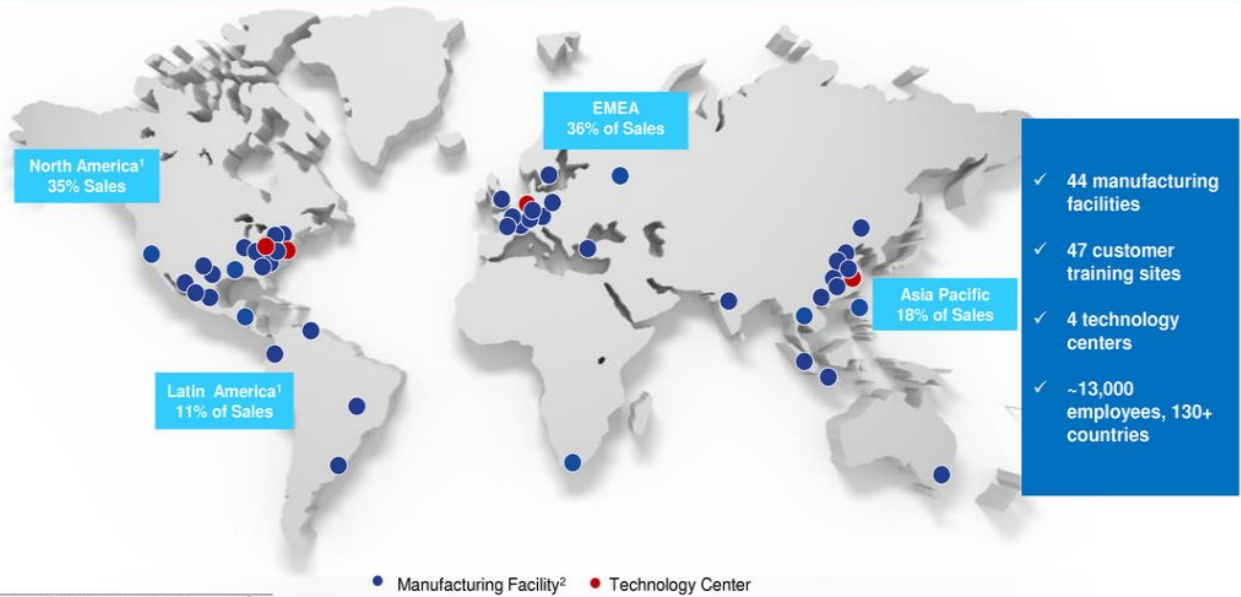 EMEA
36% of Sales
North America¹
35% Sales
Asia Pacific
18% of Sales
Latin America¹
11% of Sales
✓ 44 manufacturing
facilities
✓ 47 customer
training sites
✓ 4 technology
centers
✓ ~13,000
employees, 130+
countries
Manufacturing Facility²
Technology Center